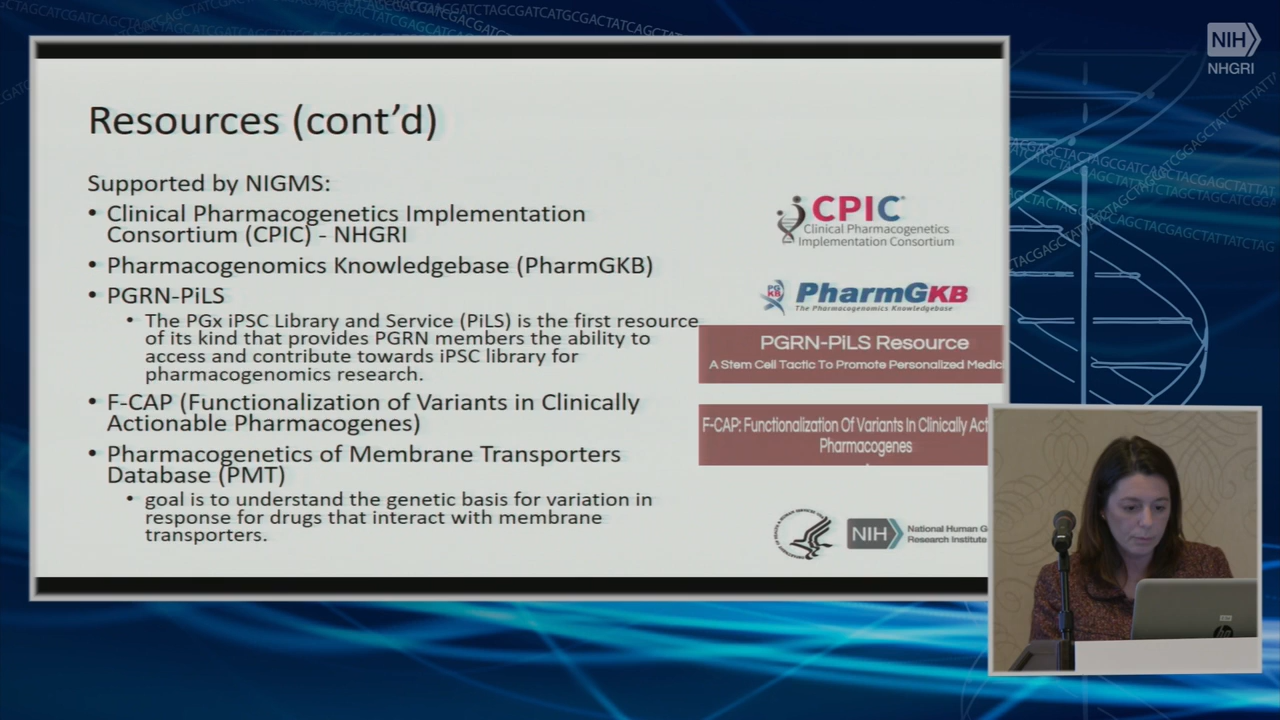 NIH
NHGRI
Resources (cont’d)
Supported by NIGMS:
• Clinical Pharmacogenetics Implementation
Consortium (CPIC) - NHGRI
• Pharmacogenomics Knowledgebase (PharmGKB)
• PGRN-PiLS
• The PGx iPSC Library and Service (PiLS) is the first resource
of its kind that provides PGRN members the ability to
access and contribute towards iPSC library for
pharmacogenomics research.
• F-CAP (Functionalization of Variants in Clinically
Actionable Pharmacogenes)
• Pharmacogenetics of Membrane Transporters
Database (PMT)
• goal is to understand the genetic basis for variation in
response for drugs that interact with membrane
transporters.
CPIC
Clinical Pharmacogenetics
Implementation Consortium
PG
KB
PharmGKB
The Pharmacogenomics Knowledgebase
PGRN-PiLS Resource
A Stem Cell Tactic To Promote Personalized Medici
F-CAP: Functionalization Of Variants In Clinically Act
Pharmacogenes
NIH
National Human G
Research Institute
hp